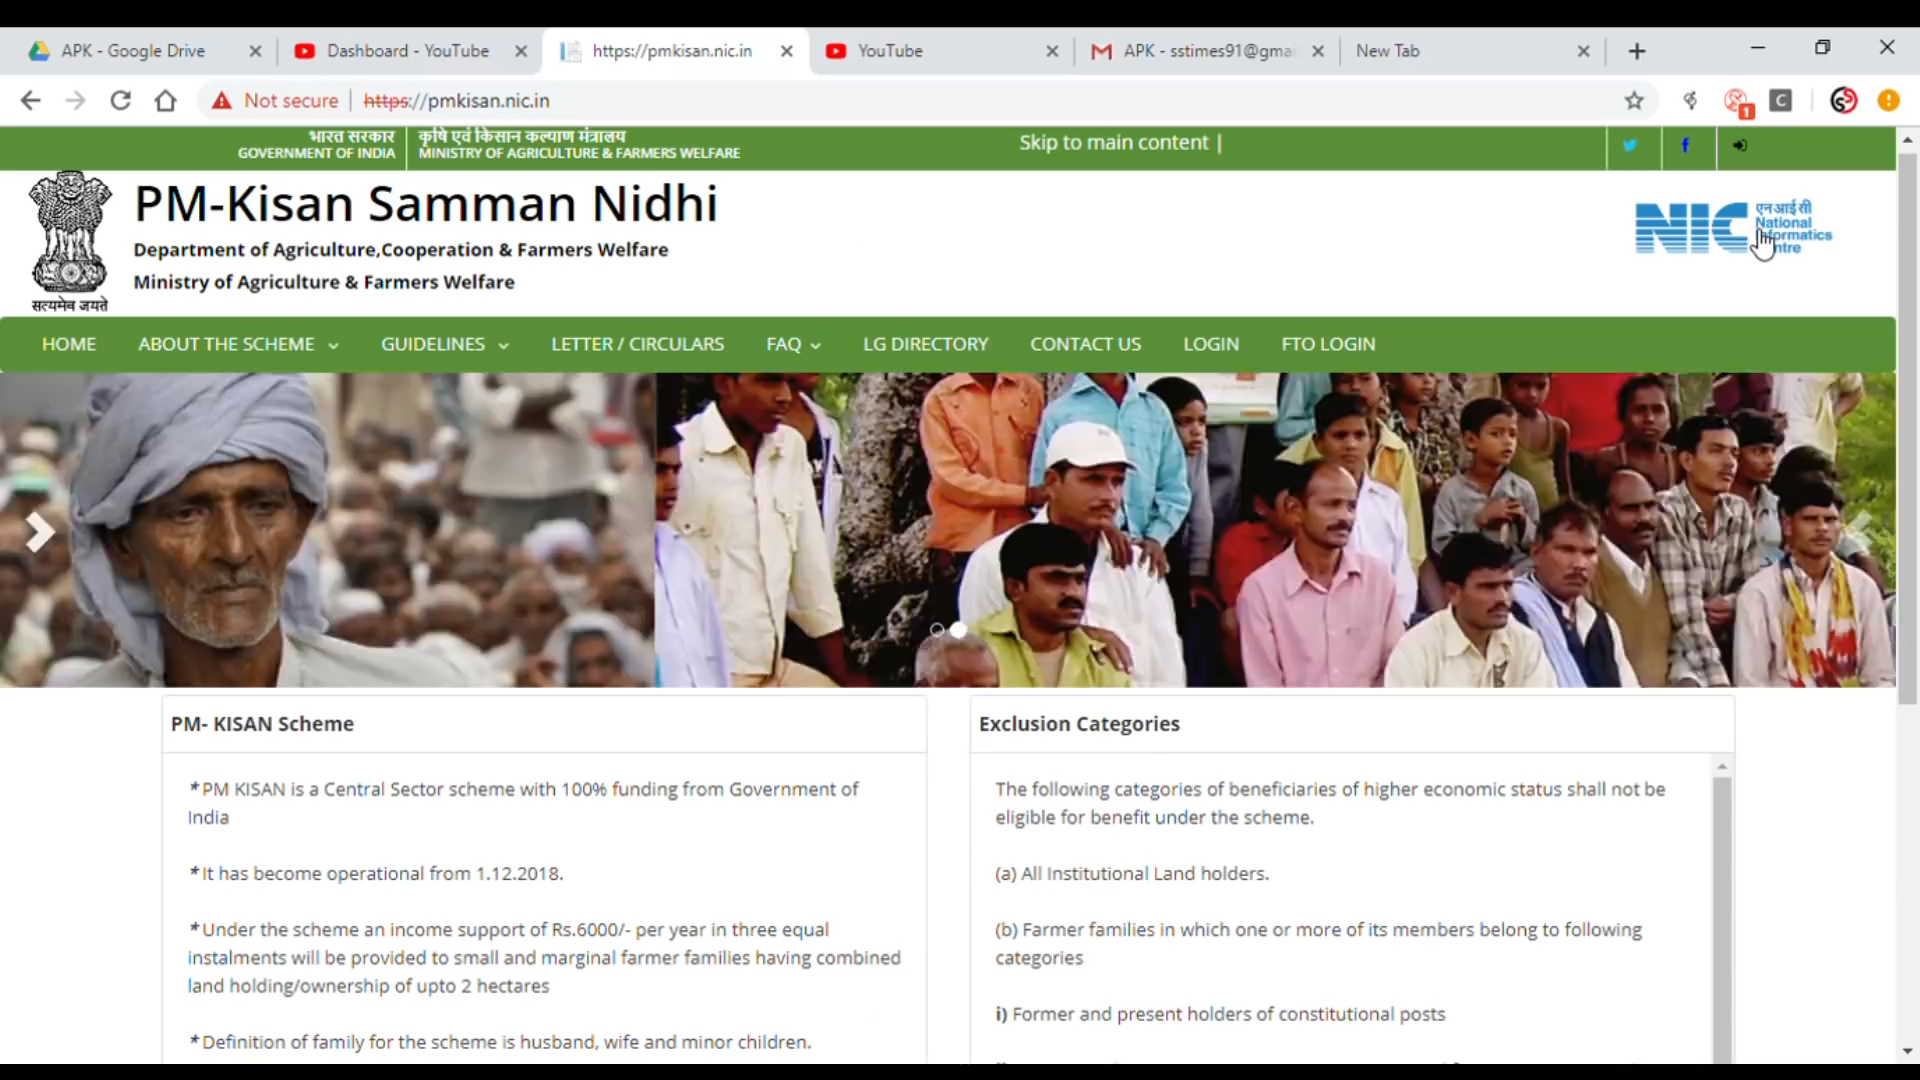 APK - Google Drive
Dashboard - YouTube
https://pmkisan.nic.in
YouTube
APK - sstimes91@gmai
New Tab
Not secure
https://pmkisan.nic.in
1
C
भारत सरकार
GOVERNMENT OF INDIA
कृषि एवं किसान कल्याण मंत्रालय
MINISTRY OF AGRICULTURE & FARMERS WELFARE
Skip to main content |
सत्यमेव जयते
PM-Kisan Samman Nidhi
Department of Agriculture,Cooperation & Farmers Welfare
Ministry of Agriculture & Farmers Welfare
NIC
एन आई सी
National
HOME
ABOUT THE SCHEME
GUIDELINES
LETTER / CIRCULARS
FAQ
LG DIRECTORY
CONTACT US
LOGIN
FTO LOGIN
PM- KISAN Scheme
*PM KISAN is a Central Sector scheme with 100% funding from Government of
India
*It has become operational from 1.12.2018.
*Under the scheme an income support of Rs.6000/- per year in three equal
instalments will be provided to small and marginal farmer families having combined
land holding/ownership of upto 2 hectares
*Definition of family for the scheme is husband, wife and minor children.
Exclusion Categories
The following categories of beneficiaries of higher economic status shall not be
eligible for benefit under the scheme.
(a) All Institutional Land holders.
(b) Farmer families in which one or more of its members belong to following
categories
i) Former and present holders of constitutional posts